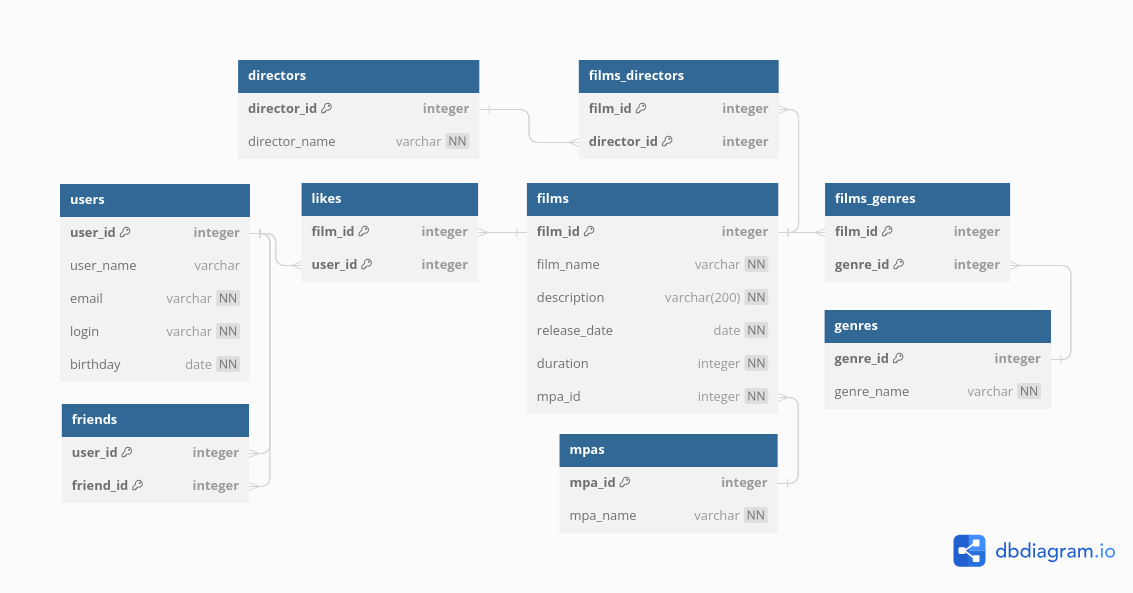 directors
director_id integer
director_name varchar NN
films_directors
film_id integer
director_id integer
users
user_id integer
user_name varchar
email varchar NN
login varchar NN
birthday date NN
likes
film_id integer
user_id integer
films
film_id integer
film_name varchar NN
description varchar(200) NN
release_date date NN
duration integer NN
mpa_id integer NN
films_genres
film_id integer
genre_id integer
genres
genre_id integer
genre_name varchar NN
friends
user_id integer
friend_id integer
mpas
mpa_id integer
mpa_name varchar NN
dbdiagram.io